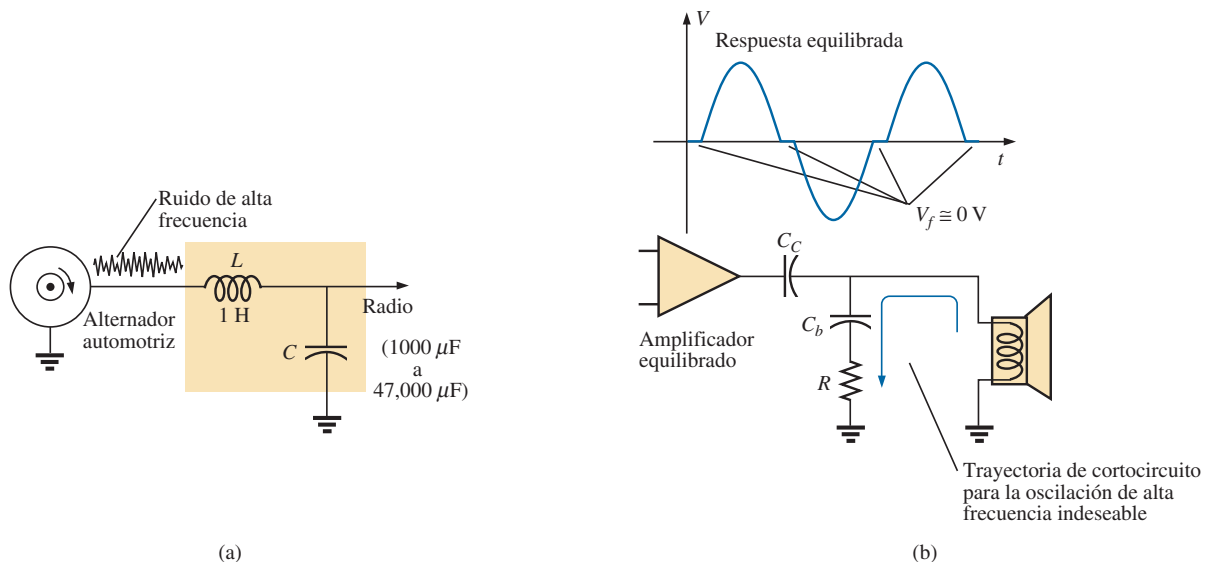 Ruido de alta
frecuencia
L
1 H
Alternador
automotriz
Radio
C
(1000 μF
a
47,000 μF)
(a)
V
Respuesta equilibrada
t
V_f ≅ 0 V
C_C
Amplificador
equilibrado
C_b
R
Trayectoria de cortocircuito
para la oscilación de alta
frecuencia indeseable
(b)